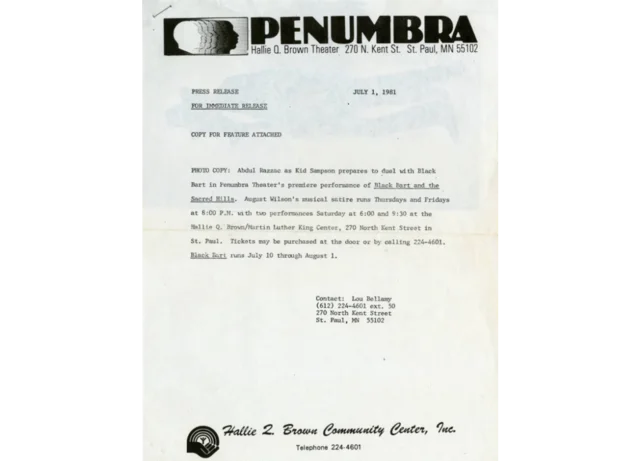 PENUMBRA
Hallie Q. Brown Theater 270 N. Kent St. St. Paul, MN 55102
PRESS RELEASE JULY 1, 1981
FOR IMMEDIATE RELEASE
COPY FOR FEATURE ATTACHED
PHOTO COPY: Abdul Razzac as Kid Sampson prepares to dual with Black
Bart in Penumbra Theater's premiere performance of Black Bart and the
Sacred Hills. August Wilson's musical satire runs Thursdays and Fridays
at 8:00 P.M. with two performances Saturday at 6:00 and 9:30 at the
Hallie Q. Brown/Martin Luther King Center, 270 North Kent Street in
St. Paul. Tickets may be purchased at the door or by calling 224-4601.
Black Bart runs July 10 through August 1.
Contact: Lou Bellamy
(612) 224-4601 ext. 50
270 North Kent Street
St. Paul, MN 55102
Hallie Q. Brown Community Center, Inc.
Telephone 224-4601